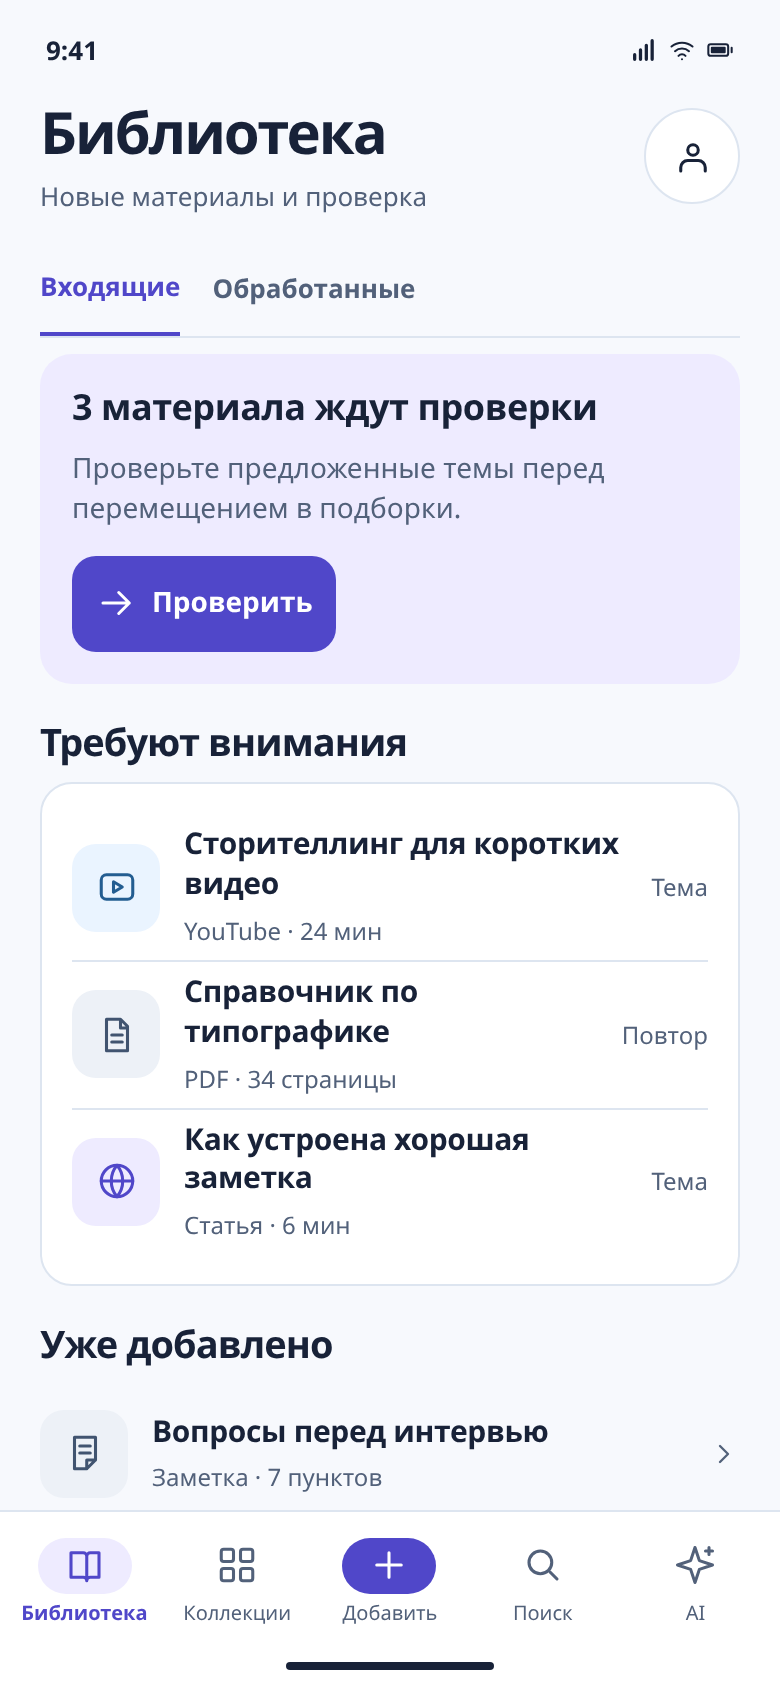 9:41
Библиотека
Новые материалы и проверка
Входящие
Обработанные
3 материала ждут проверки
Проверьте предложенные темы перед
перемещением в подборки.
Проверить
Требуют внимания
Сторителлинг для коротких
видео
YouTube · 24 мин
Тема
Справочник по
типографике
PDF · 34 страницы
Повтор
Как устроена хорошая
заметка
Статья · 6 мин
Тема
Уже добавлено
Вопросы перед интервью
Заметка · 7 пунктов
Библиотека
Коллекции
Добавить
Поиск
AI